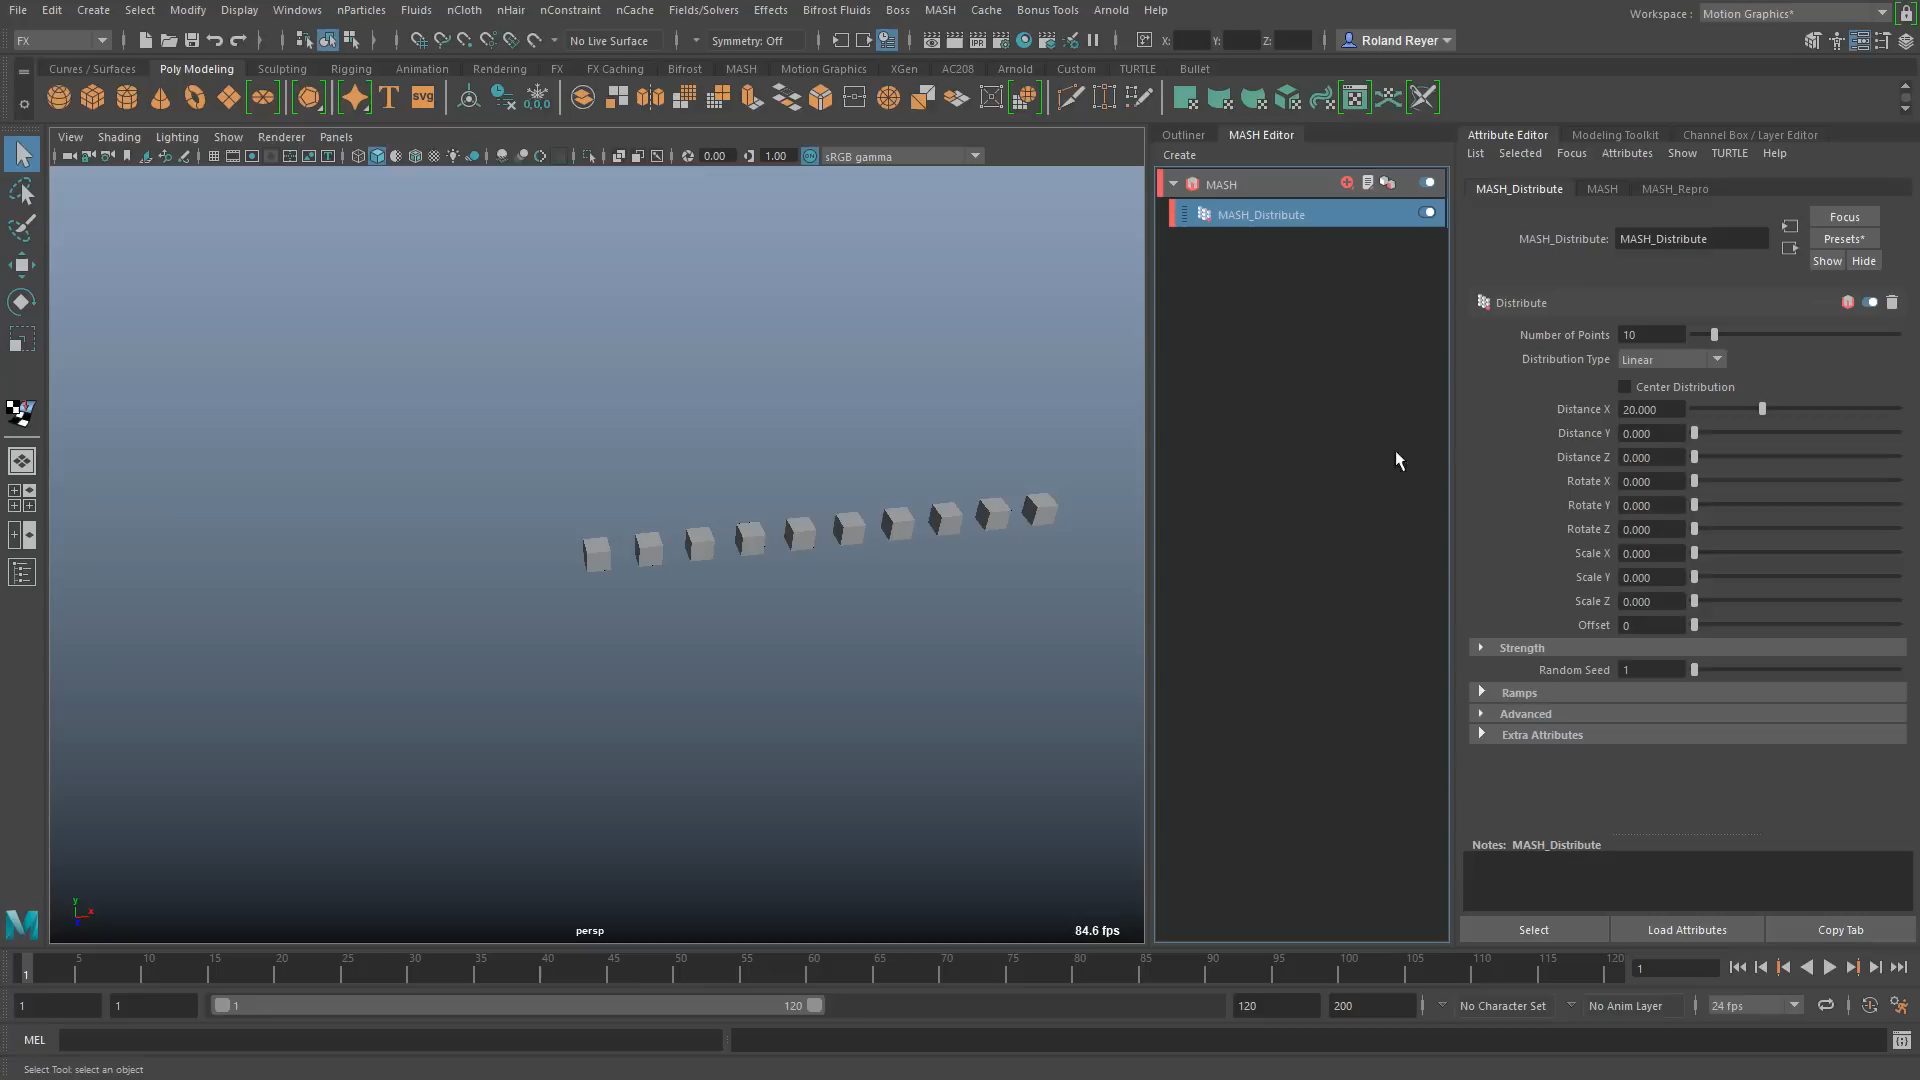 File Edit Create Select Modify Display Windows nParticles Fluids nCloth nHair nConstraint nCache Fields/Solvers Effects Bifrost Fluids Boss MASH Cache Bonus Tools Arnold Help
Workspace : Motion Graphics*
FX No Live Surface Symmetry: Off X: Y: Z: Roland Reyer
Curves / Surfaces Poly Modeling Sculpting Rigging Animation Rendering FX FX Caching Bifrost MASH Motion Graphics XGen AC208 Arnold Custom TURTLE Bullet
T SVG 0,0,0
View Shading Lighting Show Renderer Panels
0.00 1.00 sRGB gamma
y x
persp
84.6 fps
Outliner MASH Editor
Create
MASH
MASH_Distribute
Attribute Editor Modeling Toolkit Channel Box / Layer Editor
List Selected Focus Attributes Show TURTLE Help
MASH_Distribute MASH MASH_Repro
Focus
MASH_Distribute: MASH_Distribute Presets*
Show Hide
Distribute
Number of Points 10
Distribution Type Linear
Center Distribution
Distance X 20.000
Distance Y 0.000
Distance Z 0.000
Rotate X 0.000
Rotate Y 0.000
Rotate Z 0.000
Scale X 0.000
Scale Y 0.000
Scale Z 0.000
Offset 0
Strength
Random Seed 1
Ramps
Advanced
Extra Attributes
Notes: MASH_Distribute
Select Load Attributes Copy Tab
1 5 10 15 20 25 30 35 40 45 50 55 60 65 70 75 80 85 90 95 100 105 110 115 120 1
1 1 1 120 120 200 No Character Set No Anim Layer 24 fps
MEL
Select Tool: select an object